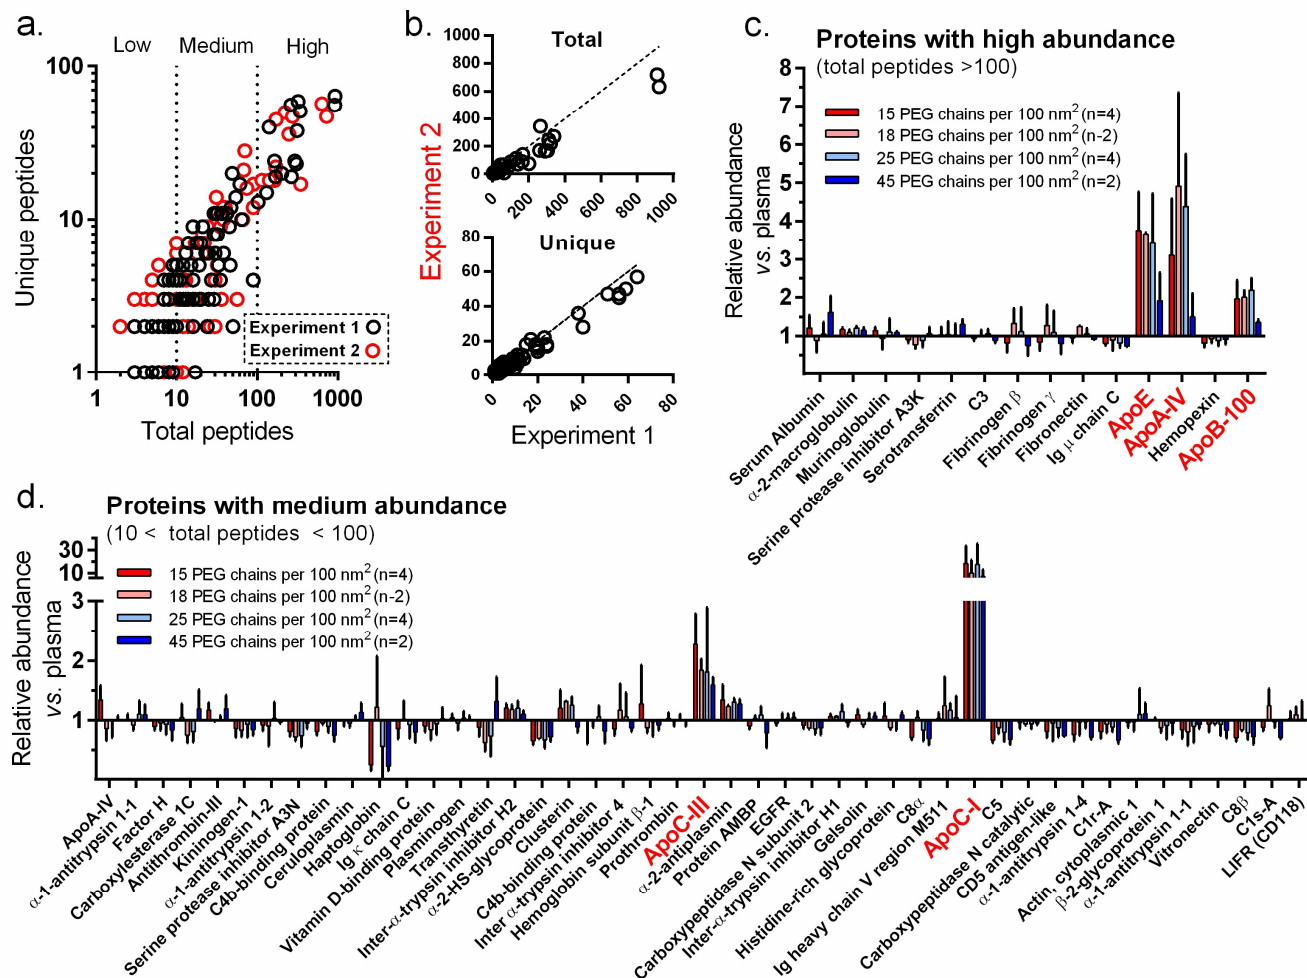 a.
Low
Medium
High
100
10
1
Unique peptides
1
10
100
1000
Total peptides
Experiment 1
Experiment 2
b.
Total
1000
800
600
400
200
0
0
200
400
600
800
1000
Unique
80
60
40
20
0
0
20
40
60
80
Experiment 2
Experiment 1
c.
Proteins with high abundance
(total peptides >100)
8
7
6
5
4
3
2
1
Relative abundance
vs. plasma
15 PEG chains per 100 nm² (n=4)
18 PEG chains per 100 nm² (n-2)
25 PEG chains per 100 nm² (n=4)
45 PEG chains per 100 nm² (n=2)
Serum Albumin
α-2-macroglobulin
Murinoglobulin
Serine protease inhibitor A3K
Serotransferrin
C3
Fibrinogen β
Fibrinogen γ
Fibronectin
Ig μ chain C
ApoE
ApoA-IV
Hemopexin
ApoB-100
d.
Proteins with medium abundance
(10 < total peptides < 100)
30
10
3
2
1
Relative abundance
vs. plasma
15 PEG chains per 100 nm² (n=4)
18 PEG chains per 100 nm² (n-2)
25 PEG chains per 100 nm² (n=4)
45 PEG chains per 100 nm² (n=2)
ApoA-IV
α-1-antitrypsin 1-1
Factor H
Carboxylesterase 1C
Antithrombin-III
Kininogen-1
α-1-antitrypsin 1-2
Serine protease inhibitor A3N
C4b-binding protein
Ceruloplasmin
Haptoglobin
Ig κ chain C
Vitamin D-binding protein
Plasminogen
Transthyretin
Inter-α-trypsin inhibitor H2
α-2-HS-glycoprotein
Clusterin
C4b-binding protein
Inter α-trypsin inhibitor 4
Hemoglobin subunit β-1
Prothrombin
ApoC-III
α-2-antiplasmin
Protein AMBP
EGFR
Carboxypeptidase N subunit 2
Inter-α-trypsin inhibitor H1
Gelsolin
Histidine-rich glycoprotein
C8α
Ig heavy chain V region M511
ApoC-I
C5
Carboxypeptidase N catalytic
CD5 antigen-like
α-1-antitrypsin 1-4
C1r-A
Actin, cytoplasmic 1
β-2-glycoprotein 1
α-1-antitrypsin 1-1
Vitronectin
C8β
C1s-A
LIFR (CD118)